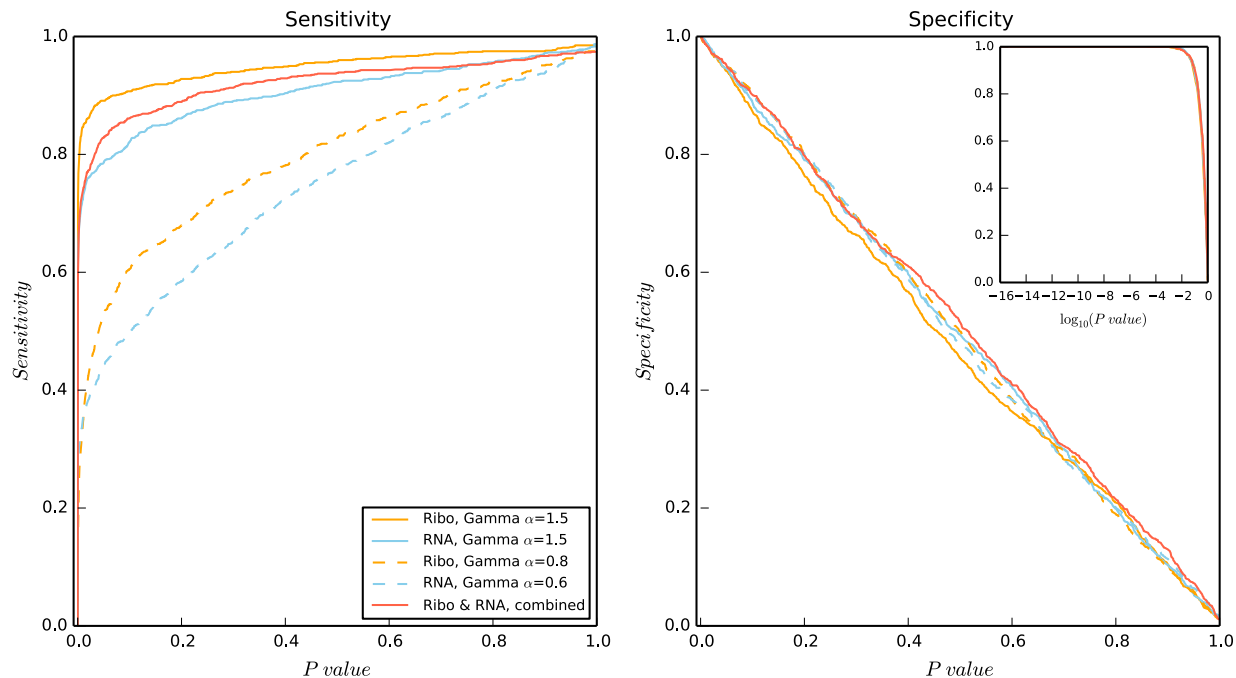 Sensitivity
1.0
0.8
0.6
0.4
0.2
0.0
Sensitivity
0.0 0.2 0.4 0.6 0.8 1.0
P value
Ribo, Gamma α=1.5
RNA, Gamma α=1.5
Ribo, Gamma α=0.8
RNA, Gamma α=0.6
Ribo & RNA, combined
Specificity
1.0
0.8
0.6
0.4
0.2
0.0
Specificity
0.0 0.2 0.4 0.6 0.8 1.0
P value
1.0
0.8
0.6
0.4
0.2
0.0
−16 −14 −12 −10 −8 −6 −4 −2 0
log₁₀(P value)